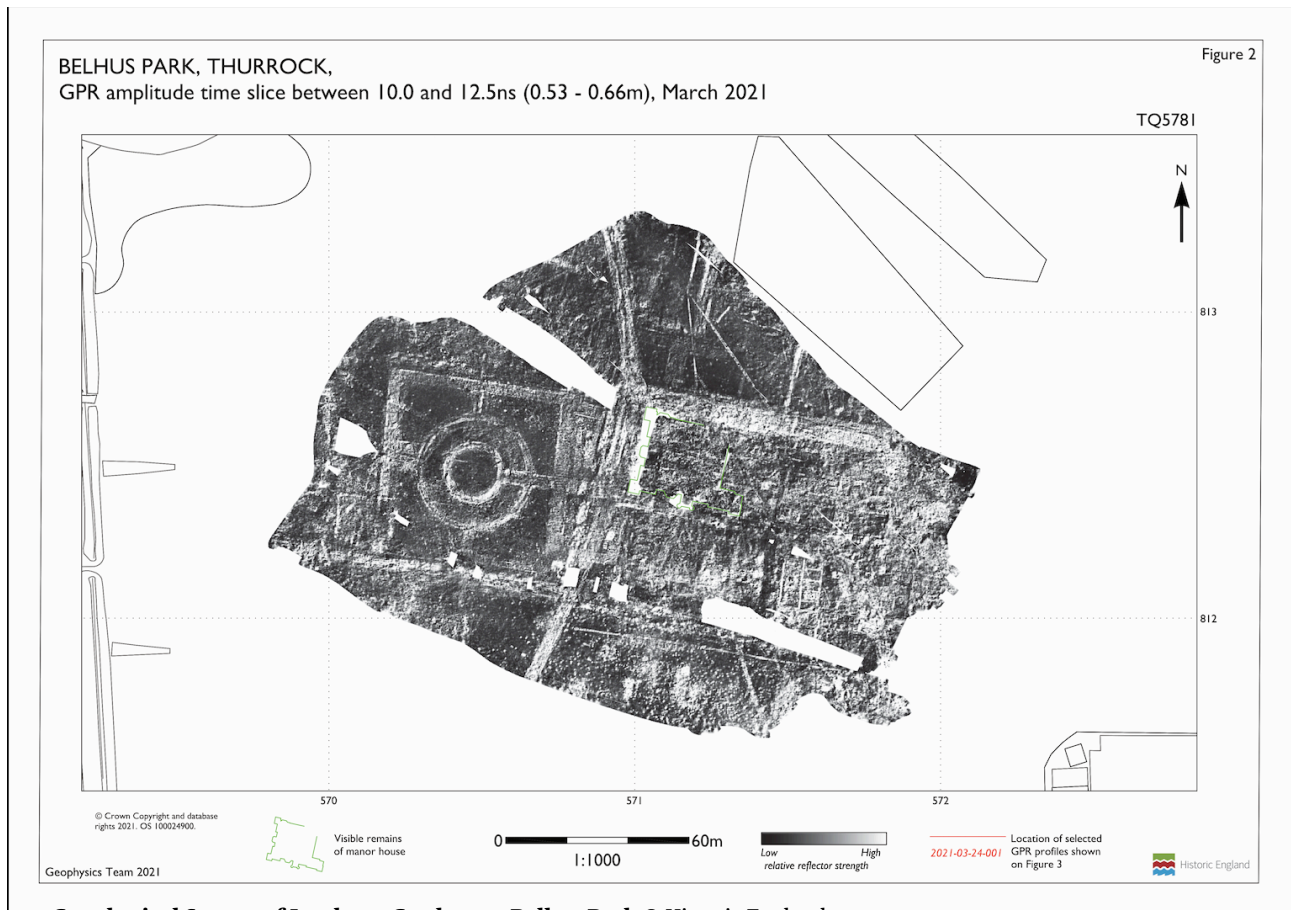 Figure 2
BELHUS PARK, THURROCK,
GPR amplitude time slice between 10.0 and 12.5ns (0.53 - 0.66m), March 2021
TQ5781
N
813
812
570
571
572
© Crown Copyright and database
rights 2021. OS 100024900.
Visible remains
of manor house
0
60m
1:1000
Low
High
relative reflector strength
2021-03-24-001
Location of selected
GPR profiles shown
on Figure 3
Historic England
Geophysics Team 2021